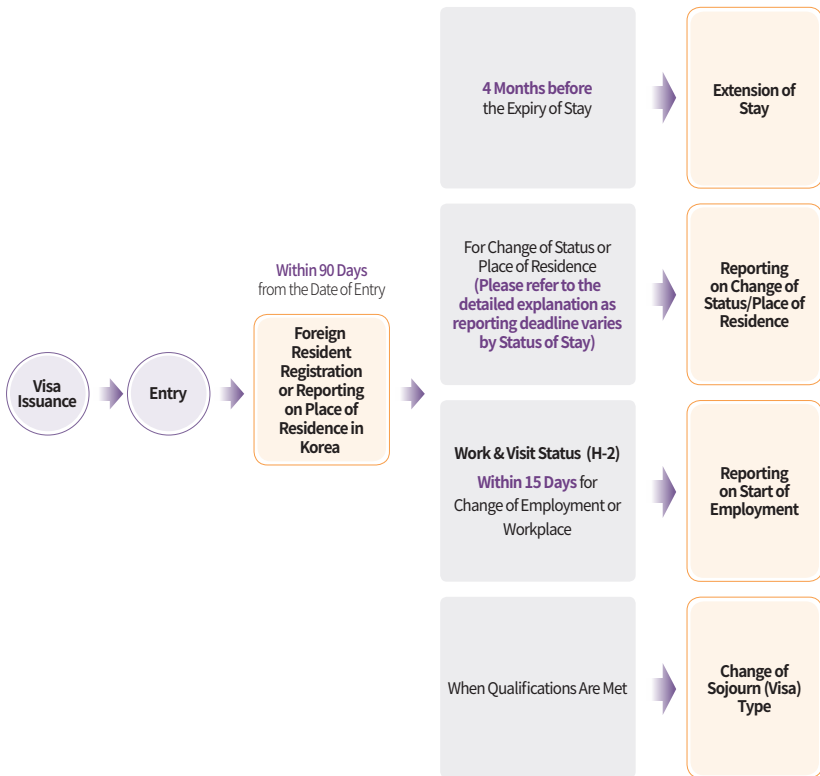 Visa
Issuance
Entry
Within 90 Days
from the Date of Entry
Foreign
Resident
Registration
or Reporting
on Place of
Residence in
Korea
4 Months before
the Expiry of Stay
Extension of
Stay
For Change of Status or
Place of Residence
(Please refer to the
detailed explanation as
reporting deadline varies
by Status of Stay)
Reporting
on Change of
Status/Place of
Residence
Work & Visit Status (H-2)
Within 15 Days for
Change of Employment or
Workplace
Reporting
on Start of
Employment
When Qualifications Are Met
Change of
Sojourn (Visa)
Type